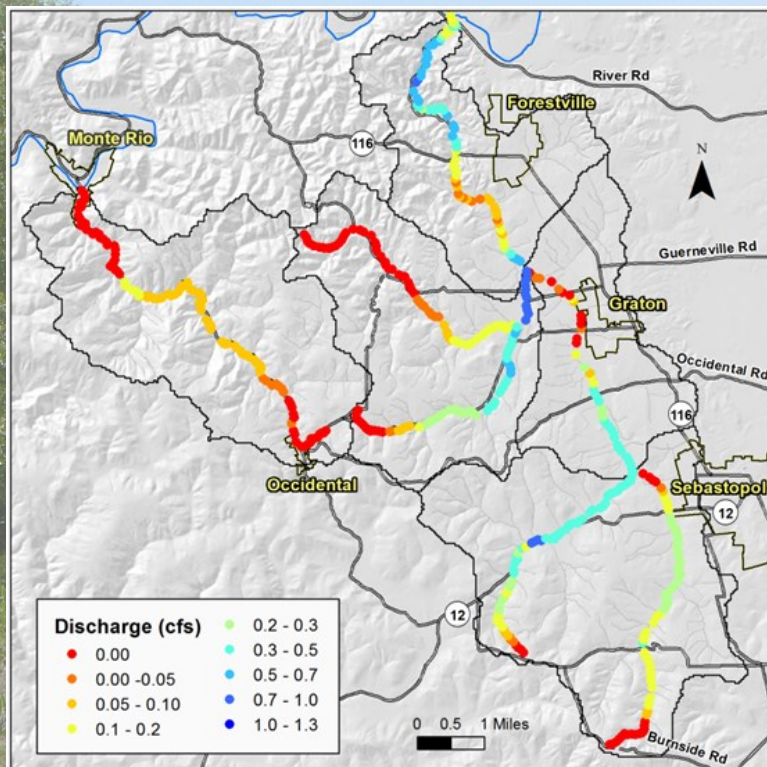 River Rd
Forestville
Monte Rio
116
N
Guerneville Rd
Graton
Occidental Rd
116
Sebastopol
Occidental
12
12
Burnside Rd
Discharge (cfs)
0.00
0.00 -0.05
0.05 - 0.10
0.1 - 0.2
0.2 - 0.3
0.3 - 0.5
0.5 - 0.7
0.7 - 1.0
1.0 - 1.3
0 0.5 1 Miles